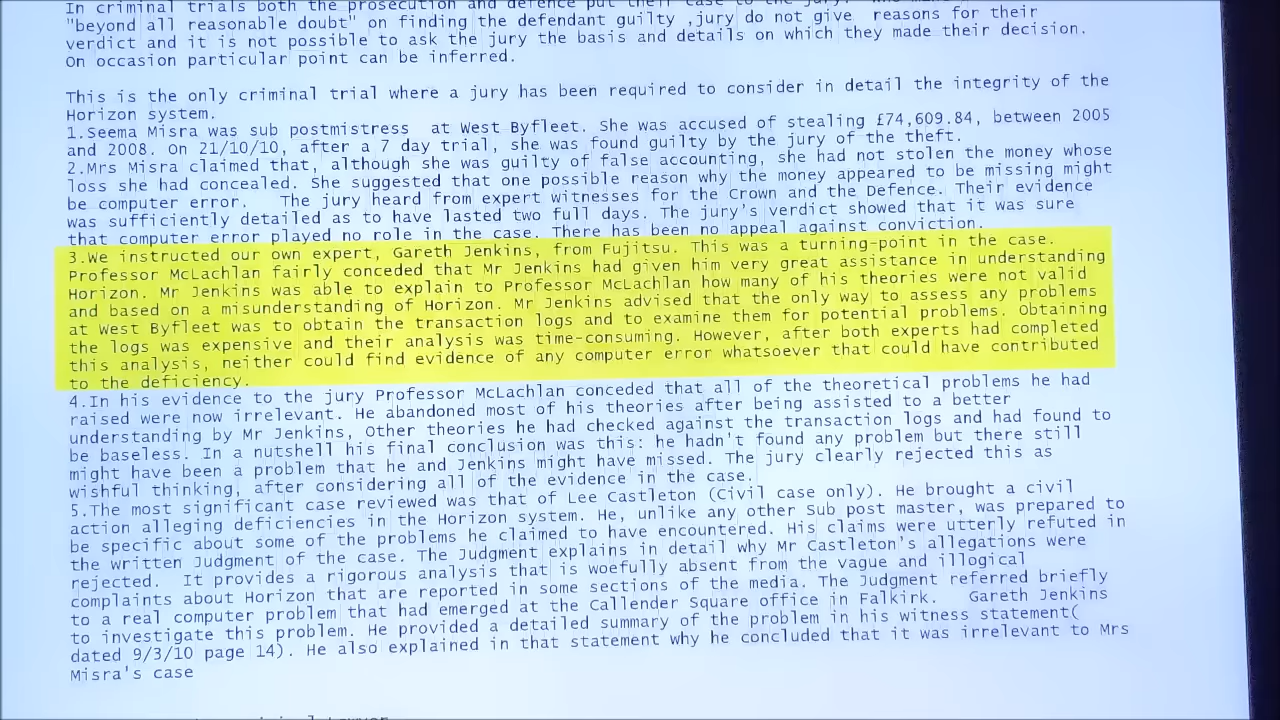 In criminal trials both the prosecution and defence put their case to the jury.
"beyond all reasonable doubt" on finding the defendant guilty ,jury do not give reasons for their
verdict and it is not possible to ask the jury the basis and details on which they made their decision.
On occasion particular point can be inferred.
This is the only criminal trial where a jury has been required to consider in detail the integrity of the
Horizon system.
1.Seema Misra was sub postmistress at West Byfleet. She was accused of stealing £74,609.84, between 2005
and 2008. On 21/10/10, after a 7 day trial, she was found guilty by the jury of the theft.
2.Mrs Misra claimed that, although she was guilty of false accounting, she had not stolen the money whose
loss she had concealed. She suggested that one possible reason why the money appeared to be missing might
be computer error. The jury heard from expert witnesses for the Crown and the Defence. Their evidence
was sufficiently detailed as to have lasted two full days. The jury's verdict showed that it was sure
that computer error played no role in the case. There has been no appeal against conviction.
3.We instructed our own expert, Gareth Jenkins, from Fujitsu. This was a turning-point in the case.
Professor McLachlan fairly conceded that Mr Jenkins had given him very great assistance in understanding
Horizon. Mr Jenkins was able to explain to Professor McLachlan how many of his theories were not valid
and based on a misunderstanding of Horizon. Mr Jenkins advised that the only way to assess any problems
at West Byfleet was to obtain the transaction logs and to examine them for potential problems. Obtaining
the logs was expensive and their analysis was time-consuming. However, after both experts had completed
this analysis, neither could find evidence of any computer error whatsoever that could have contributed
to the deficiency.
4.In his evidence to the jury Professor McLachlan conceded that all of the theoretical problems he had
raised were now irrelevant. He abandoned most of his theories after being assisted to a better
understanding by Mr Jenkins, Other theories he had checked against the transaction logs and had found to
be baseless. In a nutshell his final conclusion was this: he hadn't found any problem but there still
might have been a problem that he and Jenkins might have missed. The jury clearly rejected this as
wishful thinking, after considering all of the evidence in the case.
5.The most significant case reviewed was that of Lee Castleton (Civil case only). He brought a civil
action alleging deficiencies in the Horizon system. He, unlike any other Sub post master, was prepared to
be specific about some of the problems he claimed to have encountered. His claims were utterly refuted in
the written Judgment of the case. The Judgment explains in detail why Mr Castleton's allegations were
rejected. It provides a rigorous analysis that is woefully absent from the vague and illogical
complaints about Horizon that are reported in some sections of the media. The Judgment referred briefly
to a real computer problem that had emerged at the Callender Square office in Falkirk. Gareth Jenkins
to investigate this problem. He provided a detailed summary of the problem in his witness statement(
dated 9/3/10 page 14). He also explained in that statement why he concluded that it was irrelevant to Mrs
Misra's case